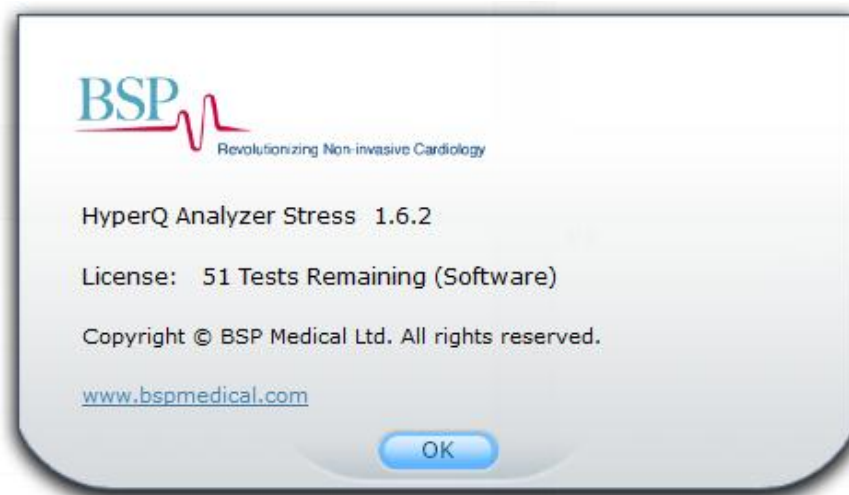 BSP
Revolutionizing Non-invasive Cardiology
HyperQ Analyzer Stress 1.6.2
License: 51 Tests Remaining (Software)
Copyright © BSP Medical Ltd. All rights reserved.
www.bspmedical.com
OK